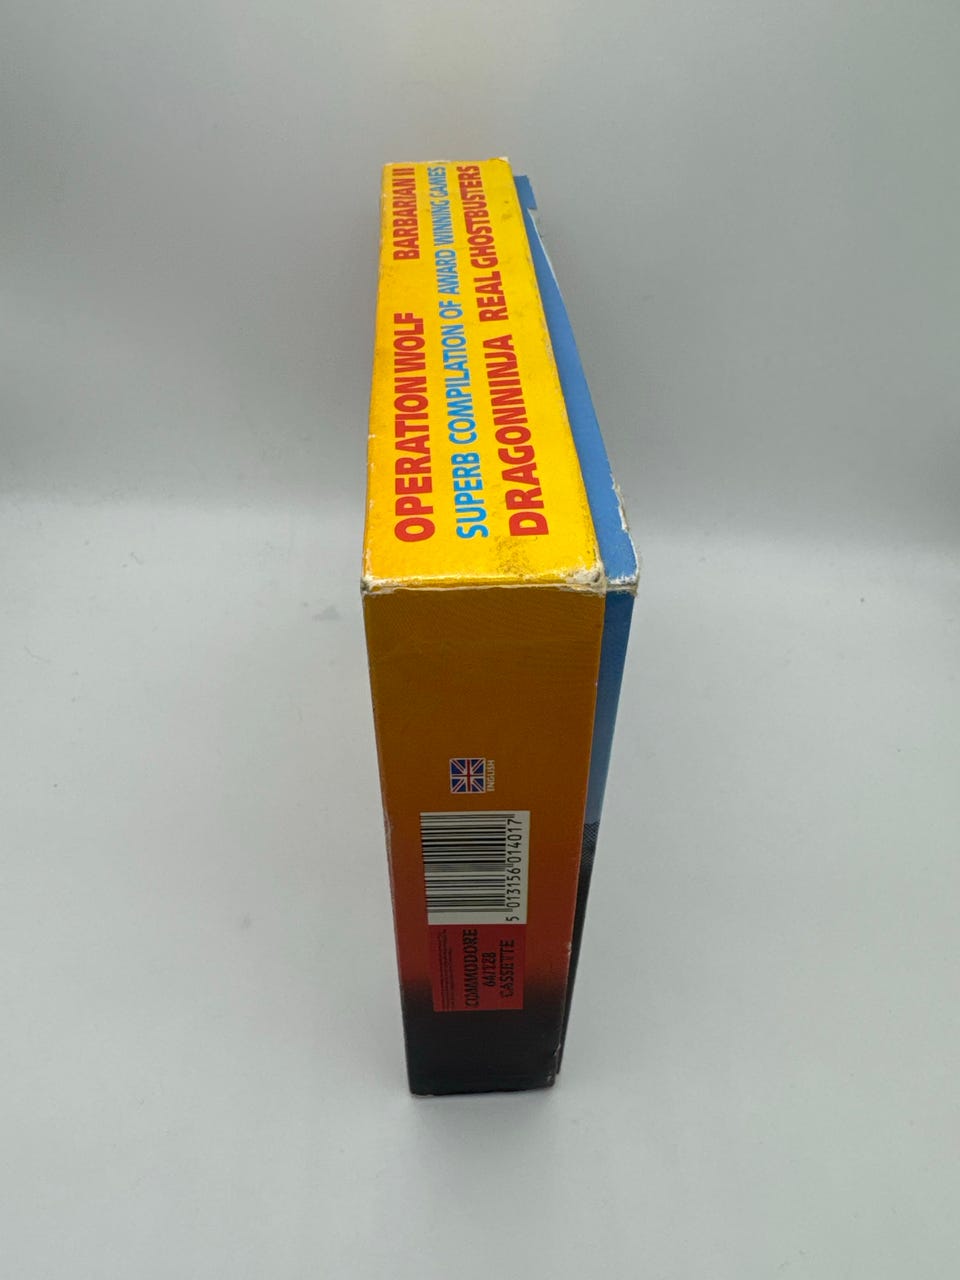 OPERATION WOLF BARBARIAN II
SUPERB COMPILATION OF AWARD WINNING GAMES
DRAGONNINJA REAL GHOSTBUSTERS
ENGLISH
5 013156 014017
COMMODORE
64/128
CASSETTE